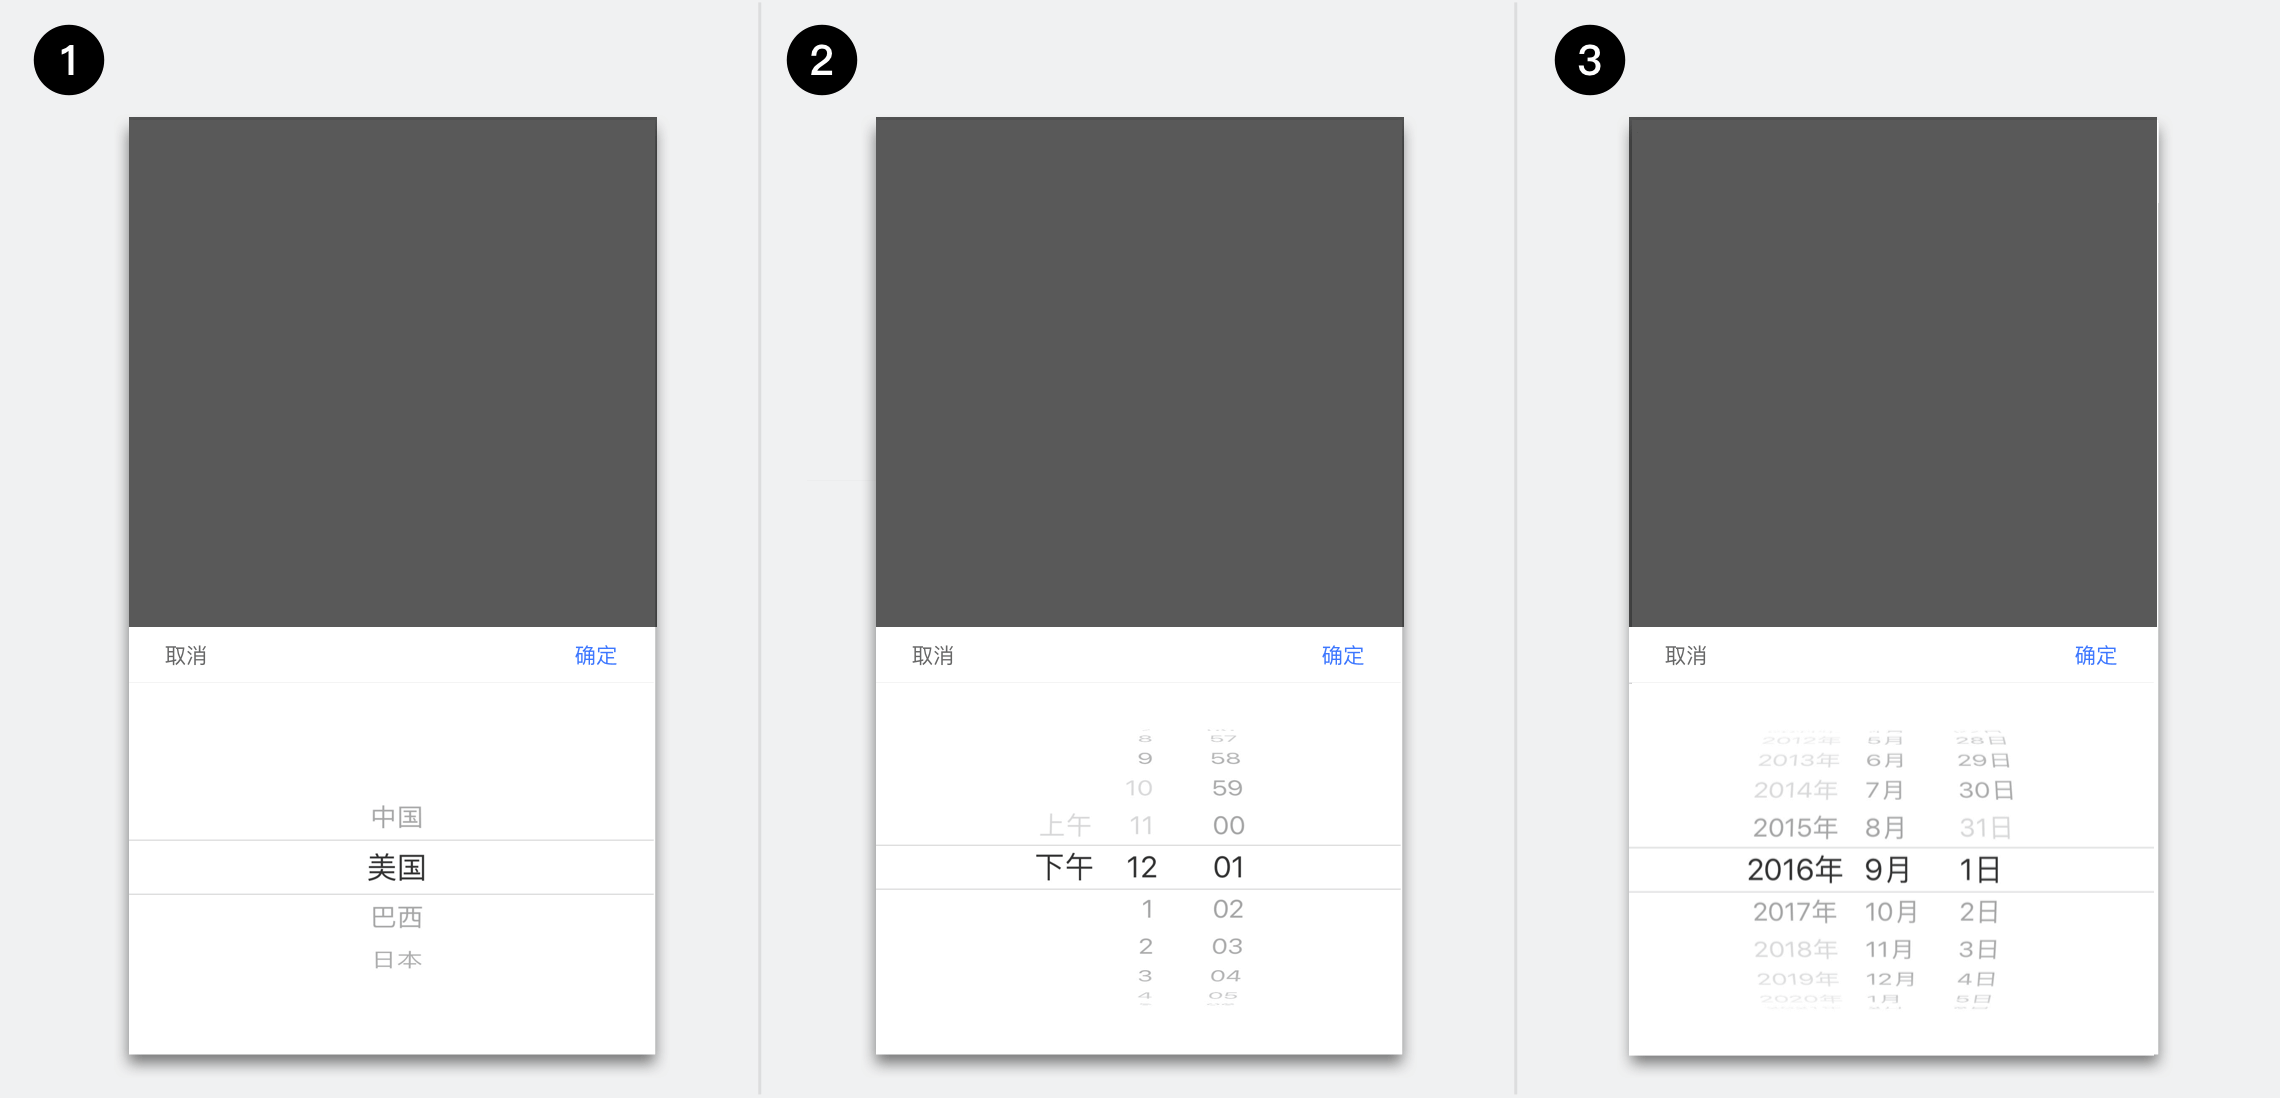 1
取消 确定
中国
美国
巴西
日本
2
取消 确定
8 57
9 58
10 59
上午 11 00
下午 12 01
1 02
2 03
3 04
4 05
3
取消 确定
2012年 5月 28日
2013年 6月 29日
2014年 7月 30日
2015年 8月 31日
2016年 9月 1日
2017年 10月 2日
2018年 11月 3日
2019年 12月 4日
2020年 1月 5日